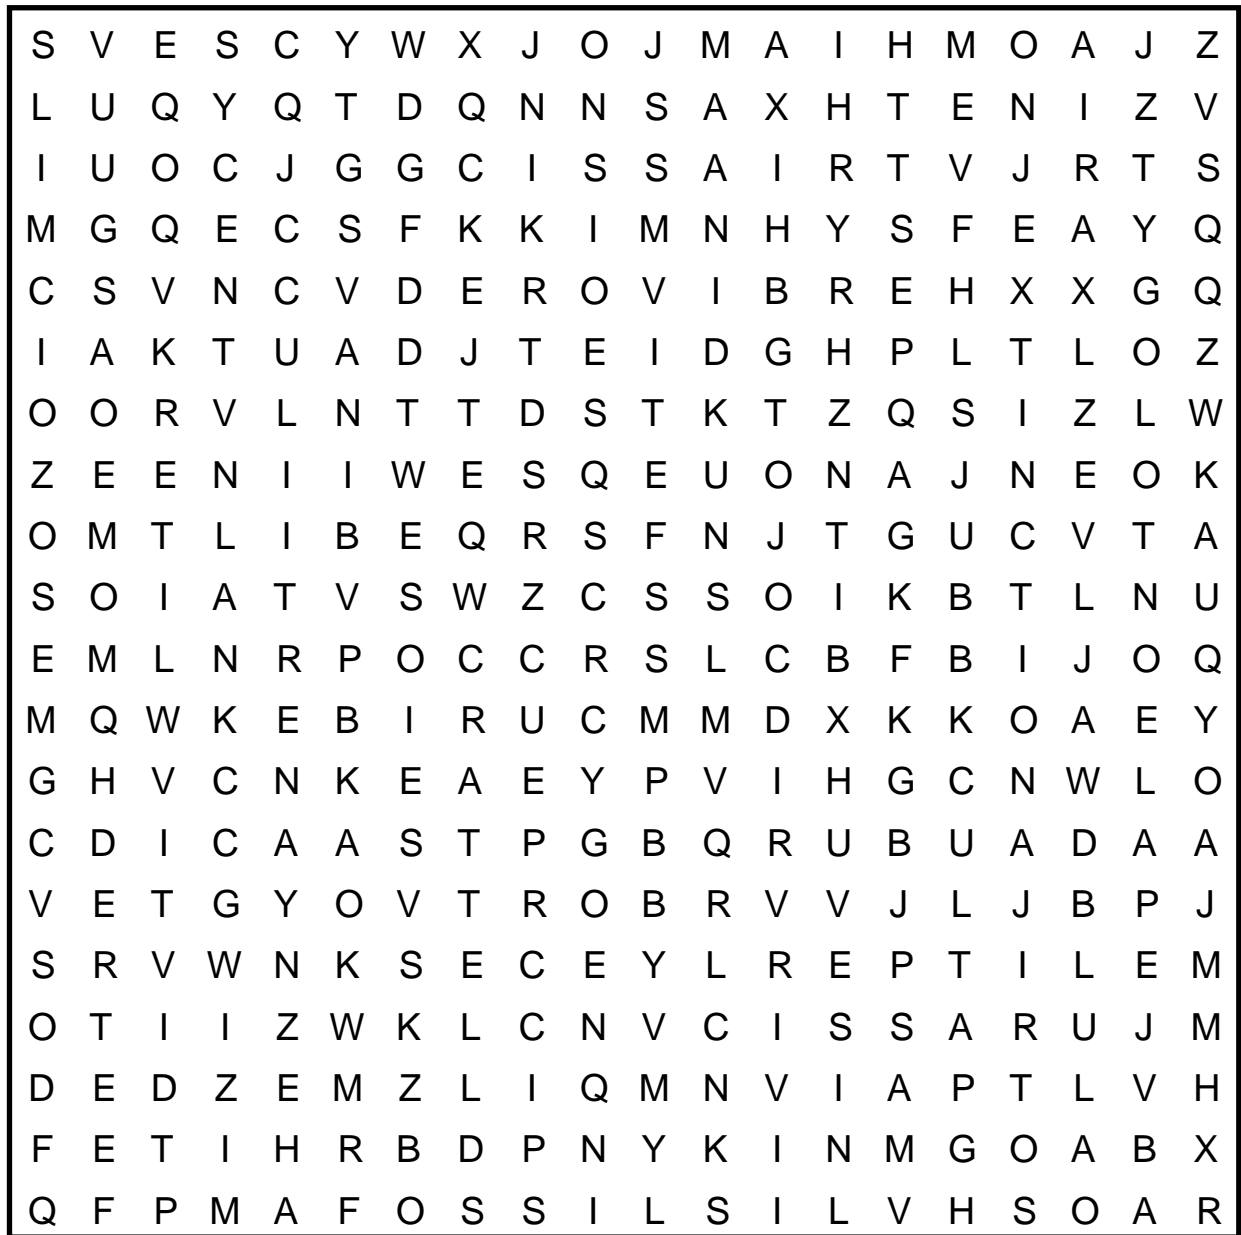 S V E S C Y W X J O J M A I H M O A J Z
L U Q Y Q T D Q N N S A X H T E N I Z V
I U O C J G G C I S S A I R T V J R T S
M G Q E C S F K K I M N H Y S F E A Y Q
C S V N C V D E R O V I B R E H X X G Q
I A K T U A D J T E I D G H P L T L O Z
O O R V L N T T D S T K T Z Q S I Z L W
Z E E N I I W E S Q E U O N A J N E O K
O M T L I B E Q R S F N J T G U C V T A
S O I A T V S W Z C S S O I K B T L N U
E M L N R P O C C R S L C B F B I J O Q
M Q W K E B I R U C M M D X K K O A E Y
G H V C N K E A E Y P V I H G C N W L O
C D I C A A S T P G B Q R U B U A D A A
V E T G Y O V T R O B R V V J L J B P J
S R V W N K S E C E Y L R E P T I L E M
O T I I Z W K L C N V C I S S A R U J M
D E D Z E M Z L I Q M N V I A P T L V H
F E T I H R B D P N Y K I N M G O A B X
Q F P M A F O S S I L S I L V H S O A R